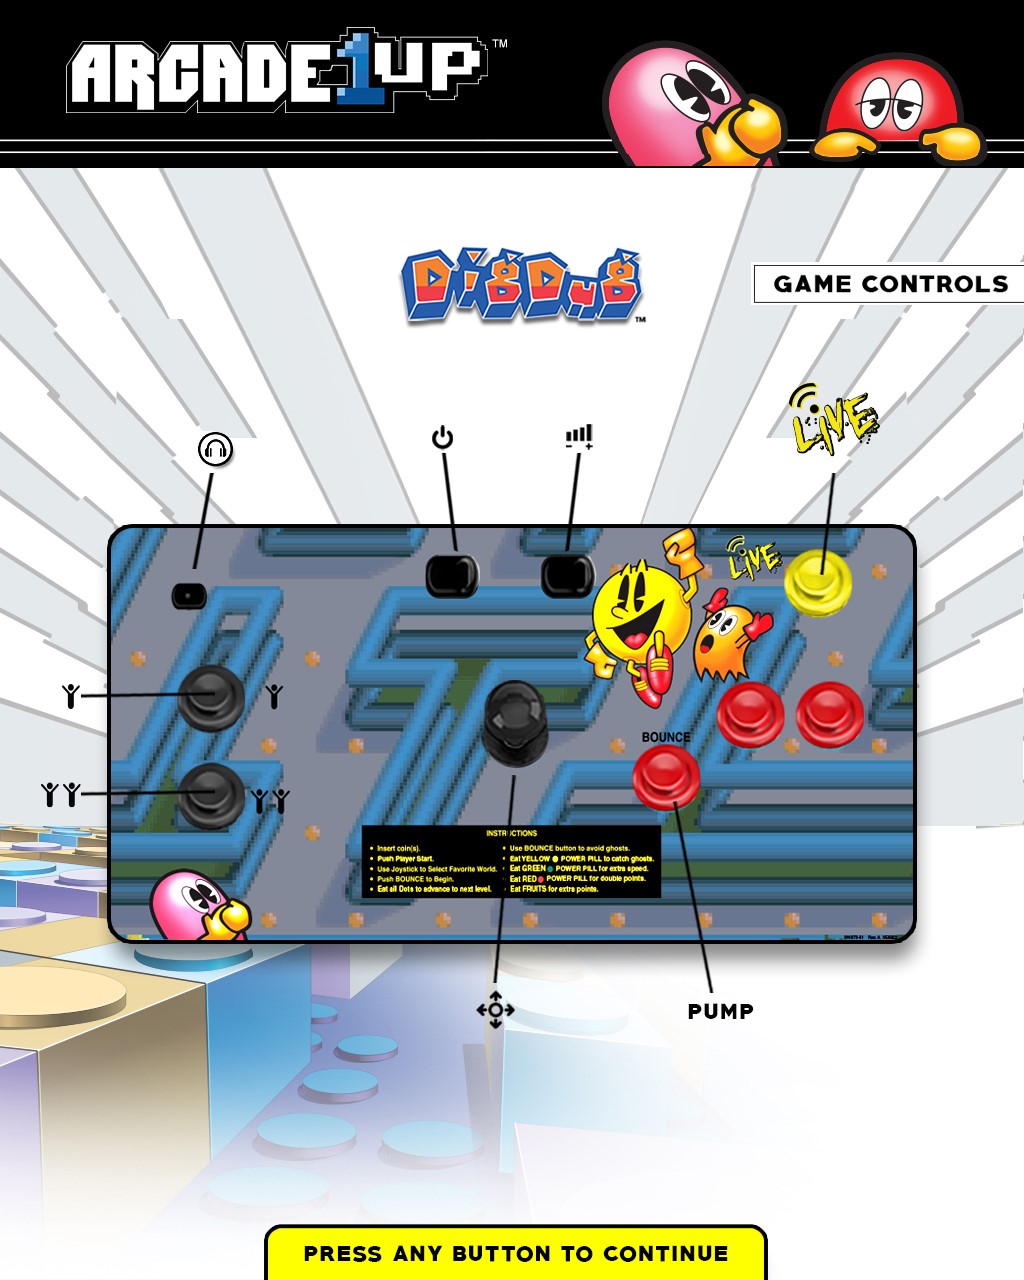 ARCADE1UP™
DigDug™
GAME CONTROLS
LiVE
LiVE
BOUNCE
INSTRUCTIONS
• Insert coin(s).
• Push Player Start.
• Use Joystick to Select Favorite World.
• Push BOUNCE to Begin.
• Eat all Dots to advance to next level.
• Use BOUNCE button to avoid ghosts.
• Eat YELLOW POWER PILL to catch ghosts.
• Eat GREEN POWER PILL for extra speed.
• Eat RED POWER PILL for double points.
• Eat FRUITS for extra points.
PUMP
PRESS ANY BUTTON TO CONTINUE